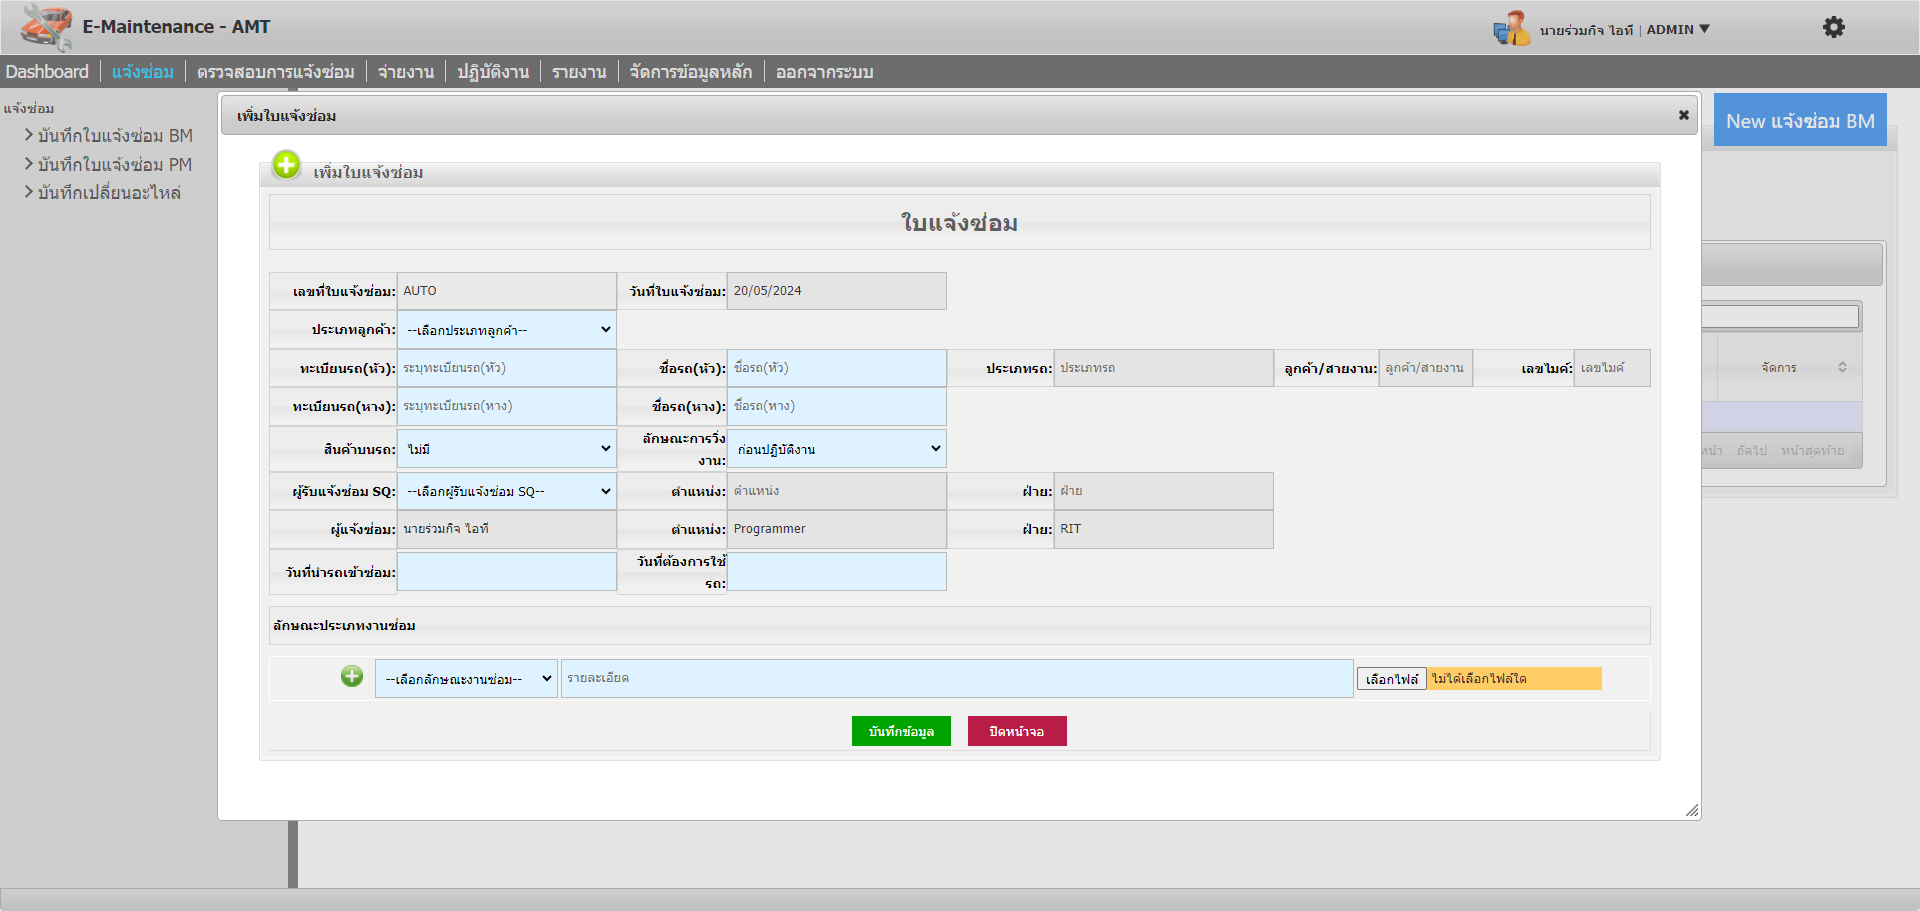 E-Maintenance - AMT
นายร่วมกิจ ไอที | ADMIN ▼
Dashboard | แจ้งซ่อม | ตรวจสอบการแจ้งซ่อม | จ่ายงาน | ปฏิบัติงาน | รายงาน | จัดการข้อมูลหลัก | ออกจากระบบ
แจ้งซ่อม
บันทึกใบแจ้งซ่อม BM
บันทึกใบแจ้งซ่อม PM
บันทึกเปลี่ยนอะไหล่
New แจ้งซ่อม BM
เพิ่มใบแจ้งซ่อม
เพิ่มใบแจ้งซ่อม
ใบแจ้งซ่อม
เลขที่ใบแจ้งซ่อม: AUTO วันที่ใบแจ้งซ่อม: 20/05/2024
ประเภทลูกค้า: --เลือกประเภทลูกค้า--
ทะเบียนรถ(หัว): ระบุทะเบียนรถ(หัว) ชื่อรถ(หัว): ชื่อรถ(หัว) ประเภทรถ: ประเภทรถ ลูกค้า/สายงาน: ลูกค้า/สายงาน เลขไมค์: เลขไมค์
ทะเบียนรถ(หาง): ระบุทะเบียนรถ(หาง) ชื่อรถ(หาง): ชื่อรถ(หาง)
สินค้าบนรถ: ไม่มี ลักษณะการวิ่งงาน: ก่อนปฏิบัติงาน
ผู้รับแจ้งซ่อม SQ: --เลือกผู้รับแจ้งซ่อม SQ-- ตำแหน่ง: ตำแหน่ง ฝ่าย: ฝ่าย
ผู้แจ้งซ่อม: นายร่วมกิจ ไอที ตำแหน่ง: Programmer ฝ่าย: RIT
วันที่นำรถเข้าซ่อม: วันที่ต้องการใช้รถ:
ลักษณะประเภทงานซ่อม
--เลือกลักษณะงานซ่อม-- รายละเอียด เลือกไฟล์ ไม่ได้เลือกไฟล์ใด
บันทึกข้อมูล ปิดหน้าจอ
จัดการ
ถัดไป หน้าสุดท้าย